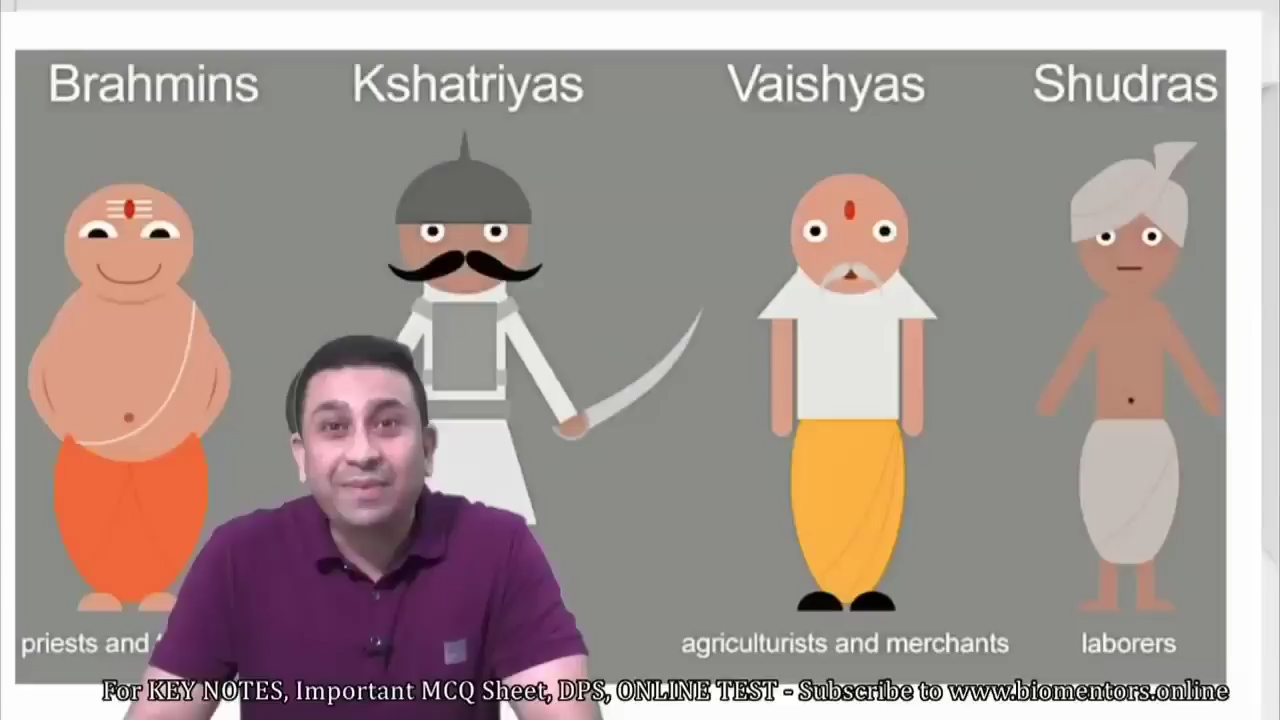 Brahmins Kshatriyas Vaishyas Shudras
priests and agriculturists and merchants laborers
For KEY NOTES, Important MCQ Sheet, DPS, ONLINE TEST - Subscribe to www.biomentors.online